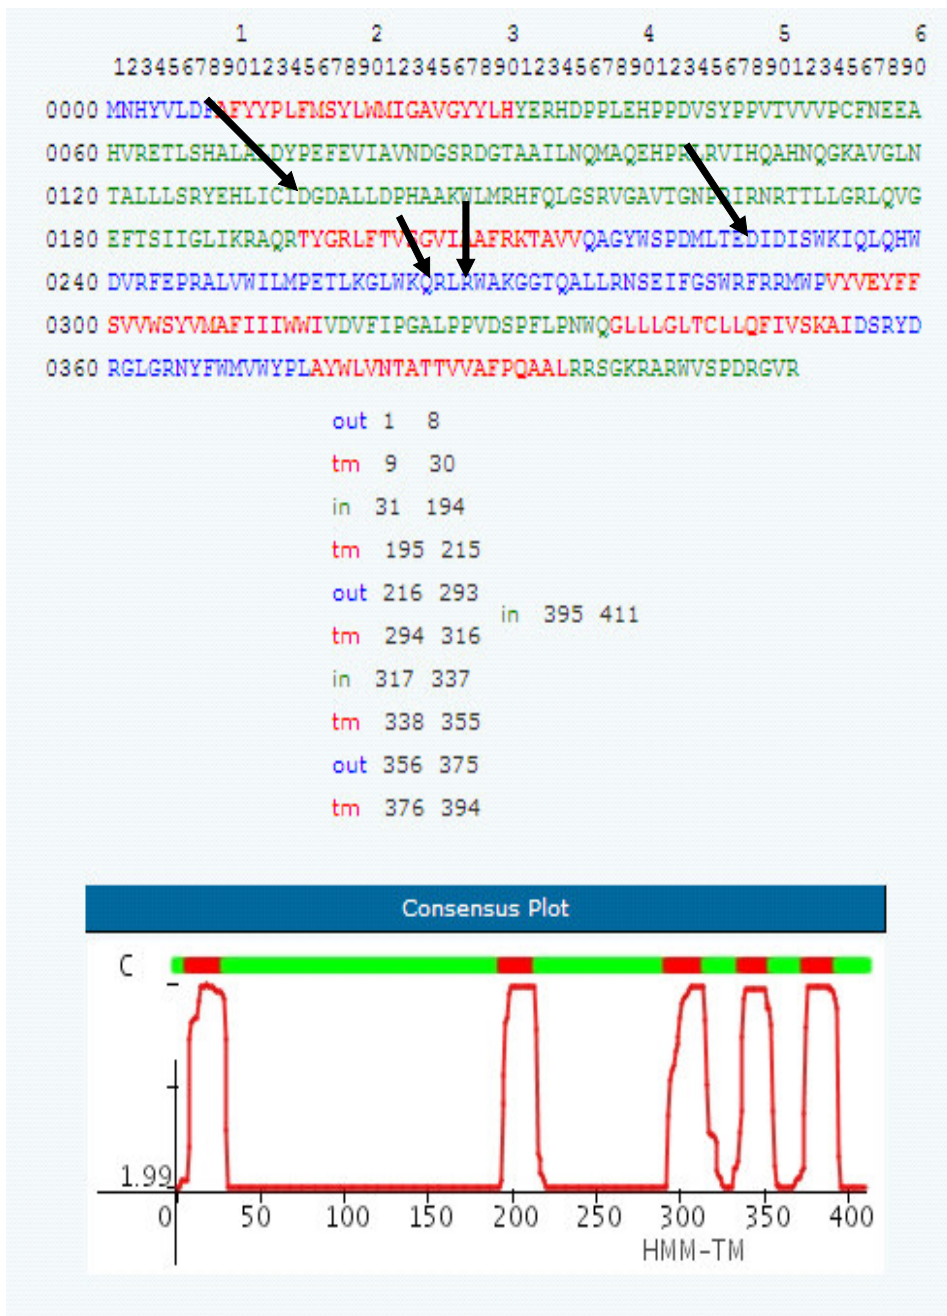 1 2 3 4 5 6
123456789012345678901234567890123456789012345678901234567890
0000 MNHYVLDFAFYYPLFMSYLWMIGAVGYYLHYERHDPPLEHPPDVSYPPVTVVVPCFNEEA
0060 HVRETLSHALALDYPEFEVIAVNDGSRDGTAAILNQMAQEHPRLRVIHQAHNQGKAVGLN
0120 TALLLSRYEHLICIDGDALLDPHAAKWLMRHFQLGSRVGAVTGNPRIRNRTTLLGRLQVG
0180 EFTSIIGLIKRAQRTYGRLFTVSGVIAAFRKTAVVQAGYWSPDMLTEDIDISWKIQLQHW
0240 DVRFEPRALVWILMPETLKGLWKQRLRWAKGGTQALLRNSEIFGSWRFRRMWPVYVEYFF
0300 SVVWSYVMAFIIIWWIVDVFIPGALPPVDSPFLPNWQGLLLGLTCLLQFIVSKAIDSRYD
0360 RGLGRNYFWMVWYPLAYWLVNTATTVVAFPQAALRRSGKRARWVSPDRGVR
out 1 8
tm 9 30
in 31 194
tm 195 215
out 216 293
in 395 411
tm 294 316
in 317 337
tm 338 355
out 356 375
tm 376 394
Consensus Plot
C
1.99
0 50 100 150 200 250 300 350 400
HMM-TM